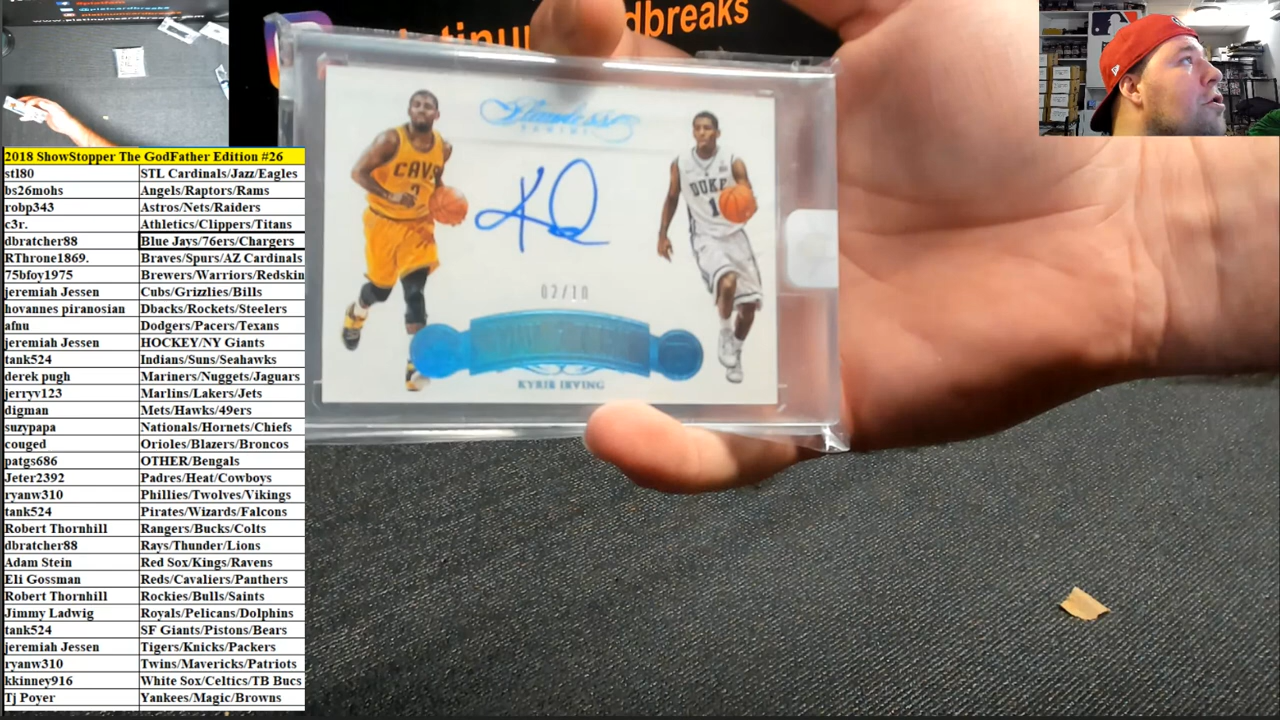 platinumcardbreaks
Flawless
PANINI
CAVS
DUKE
1
02/10
KYRIE IRVING
2018 ShowStopper The GodFather Edition #26
stl80 STL Cardinals/Jazz/Eagles
bs26mohs Angels/Raptors/Rams
robp343 Astros/Nets/Raiders
c3r. Athletics/Clippers/Titans
dbratcher88 Blue Jays/76ers/Chargers
RThrone1869. Braves/Spurs/AZ Cardinals
75bfoy1975 Brewers/Warriors/Redskin
jeremiah Jessen Cubs/Grizzlies/Bills
hovannes piranosian Dbacks/Rockets/Steelers
afnu Dodgers/Pacers/Texans
jeremiah Jessen HOCKEY/NY Giants
tank524 Indians/Suns/Seahawks
derek pugh Mariners/Nuggets/Jaguars
jerryv123 Marlins/Lakers/Jets
digman Mets/Hawks/49ers
suzypapa Nationals/Hornets/Chiefs
couged Orioles/Blazers/Broncos
patgs686 OTHER/Bengals
Jeter2392 Padres/Heat/Cowboys
ryanw310 Phillies/Twolves/Vikings
tank524 Pirates/Wizards/Falcons
Robert Thornhill Rangers/Bucks/Colts
dbratcher88 Rays/Thunder/Lions
Adam Stein Red Sox/Kings/Ravens
Eli Gossman Reds/Cavaliers/Panthers
Robert Thornhill Rockies/Bulls/Saints
Jimmy Ladwig Royals/Pelicans/Dolphins
tank524 SF Giants/Pistons/Bears
jeremiah Jessen Tigers/Knicks/Packers
ryanw310 Twins/Mavericks/Patriots
kkinney916 White Sox/Celtics/TB Bucs
Tj Poyer Yankees/Magic/Browns